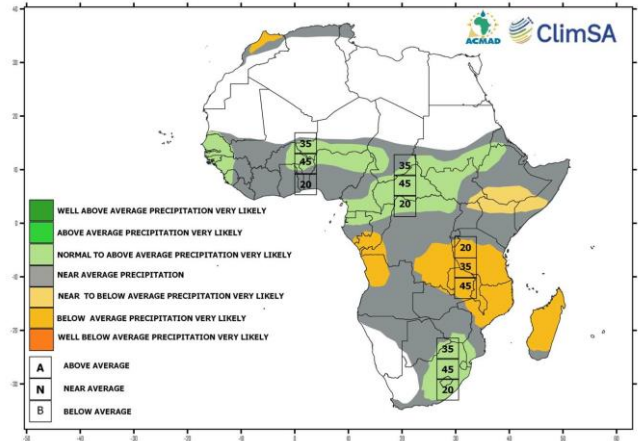 ACMAD
ClimSA
35
45
20
35
45
20
20
35
45
35
45
20
WELL ABOVE AVERAGE PRECIPITATION VERY LIKELY
ABOVE AVERAGE PRECIPITATION VERY LIKELY
NORMAL TO ABOVE AVERAGE PRECIPITATION VERY LIKELY
NEAR AVERAGE PRECIPITATION
NEAR TO BELOW AVERAGE PRECIPITATION VERY LIKELY
BELOW AVERAGE PRECIPITATION VERY LIKELY
WELL BELOW AVERAGE PRECIPITATION VERY LIKELY
A ABOVE AVERAGE
N NEAR AVERAGE
B BELOW AVERAGE